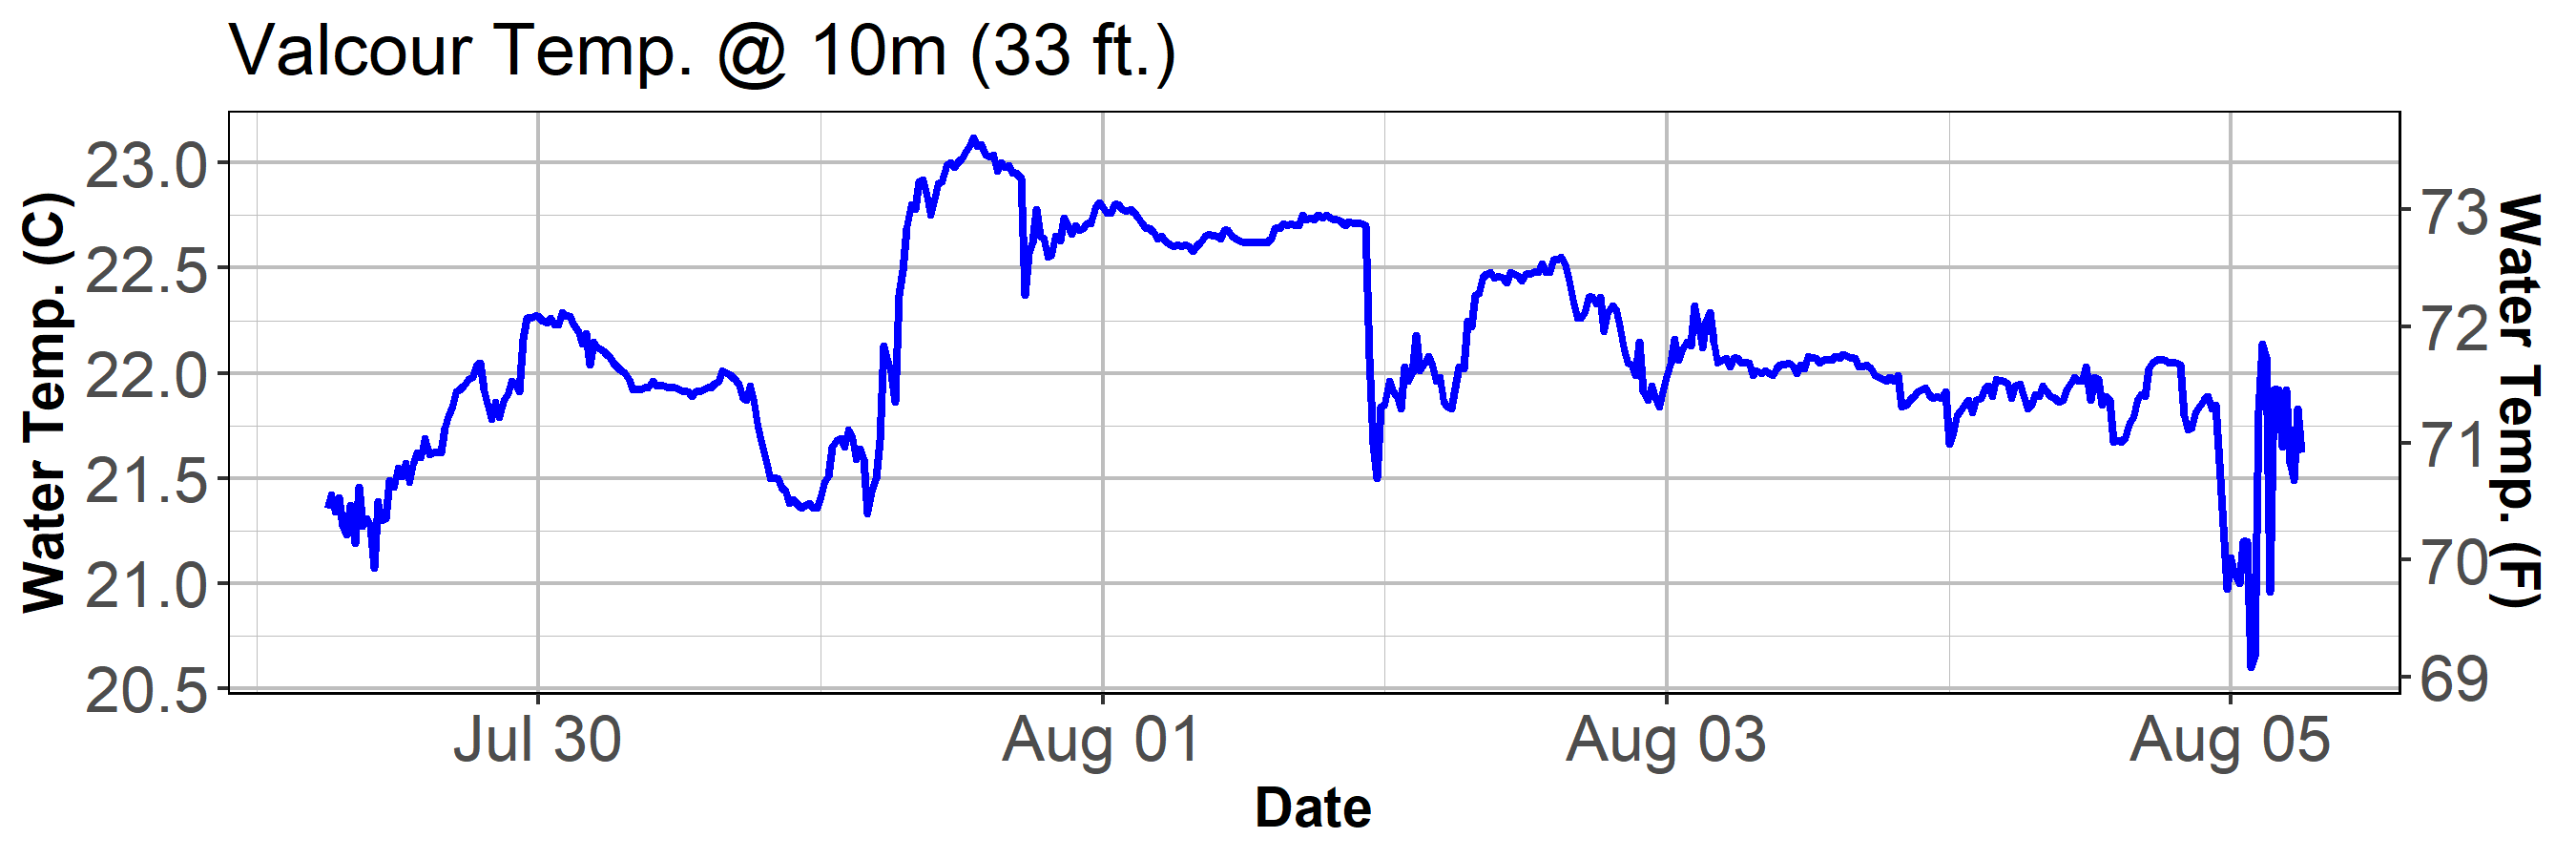 Valcour Temp. @ 10m (33 ft.)
Water Temp. (C)
23.0
22.5
22.0
21.5
21.0
20.5
73
72
71
70
69
Water Temp. (F)
Jul 30
Aug 01
Aug 03
Aug 05
Date